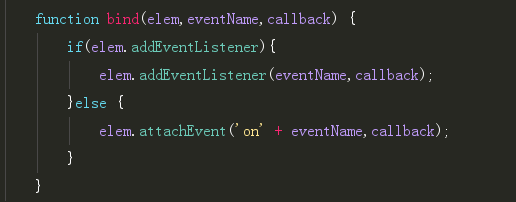 function bind(elem,eventName,callback) {
if(elem.addEventListener){
elem.addEventListener(eventName,callback);
}else {
elem.attachEvent('on' + eventName,callback);
}
}